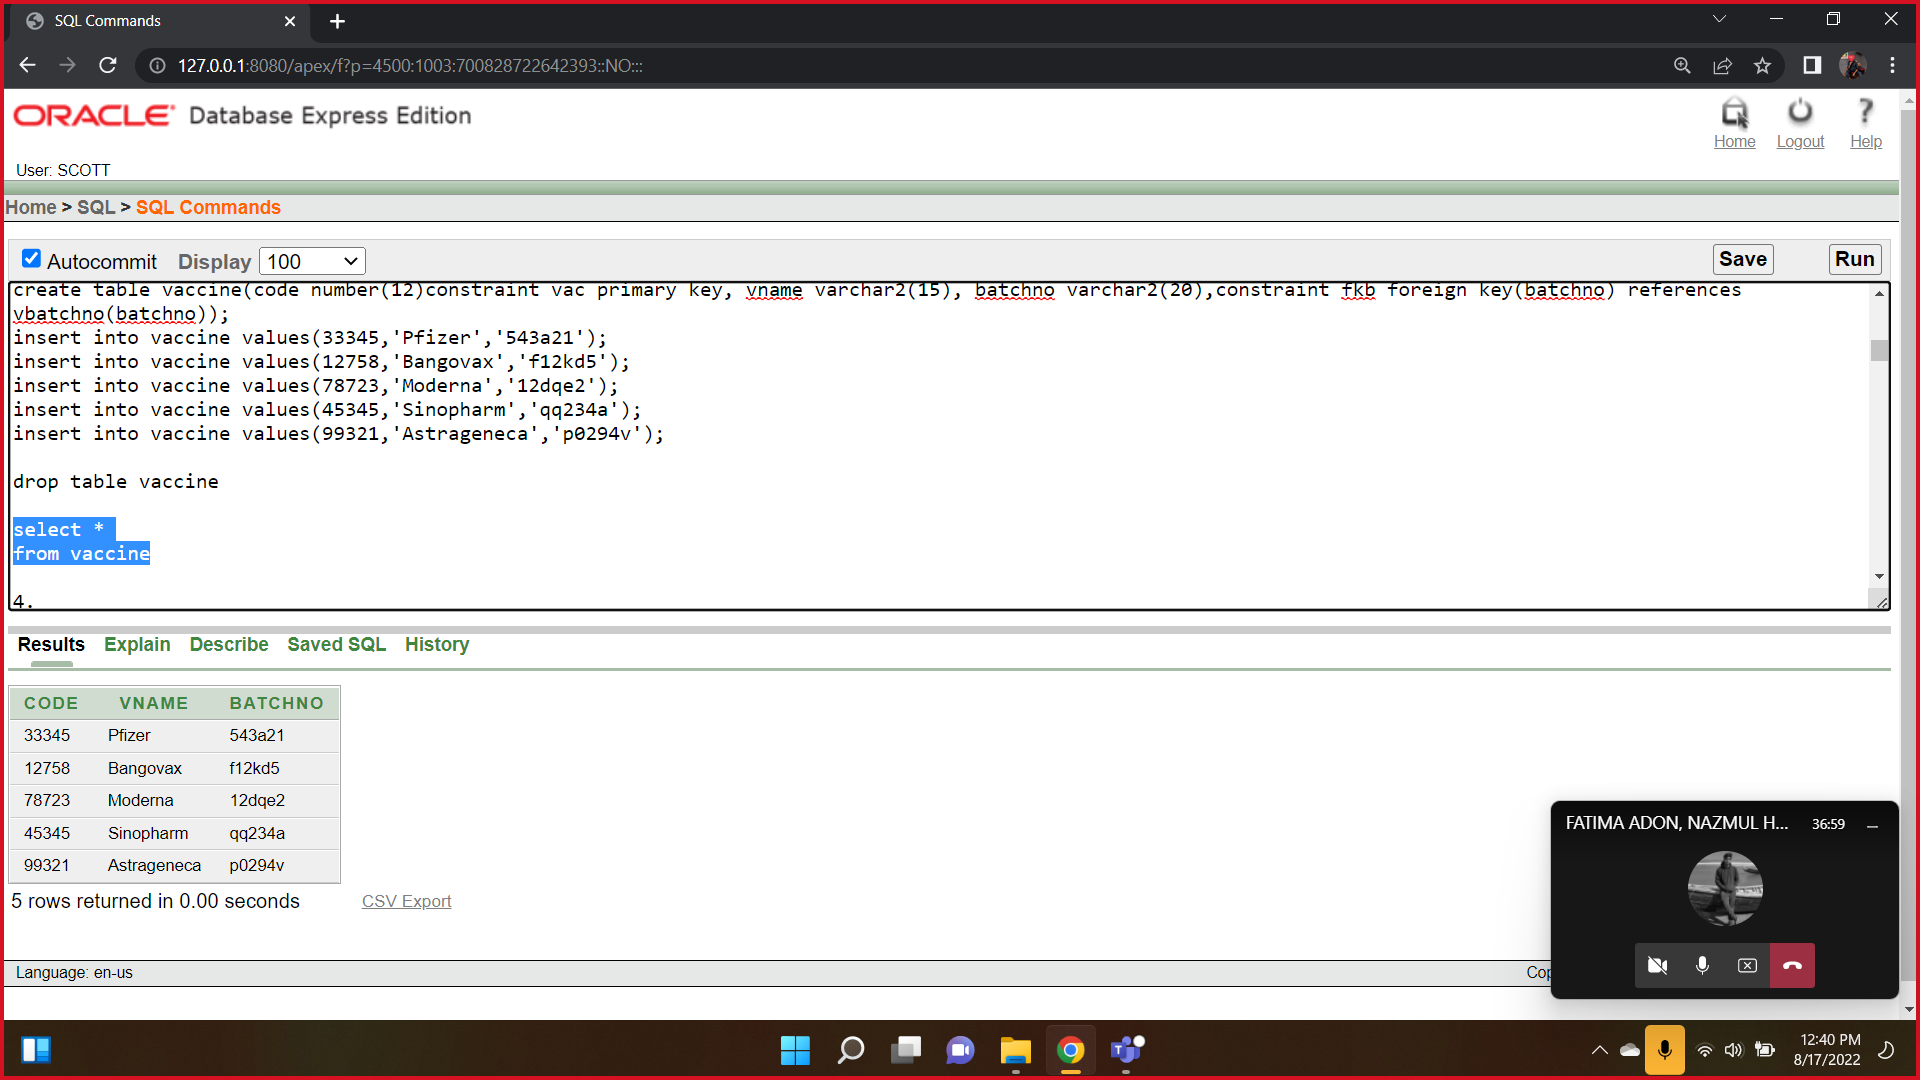 SQL Commands
127.0.0.1:8080/apex/f?p=4500:1003:700828722642393::NO:::
ORACLE Database Express Edition
Home Logout Help
User: SCOTT
Home > SQL > SQL Commands
Autocommit Display 100 Save Run
create table vaccine(code number(12)constraint vac primary key, vname varchar2(15), batchno varchar2(20),constraint fkb foreign key(batchno) references
vbatchno(batchno));
insert into vaccine values(33345,'Pfizer','543a21');
insert into vaccine values(12758,'Bangovax','f12kd5');
insert into vaccine values(78723,'Moderna','12dqe2');
insert into vaccine values(45345,'Sinopharm','qq234a');
insert into vaccine values(99321,'Astrageneca','p0294v');
drop table vaccine
select *
from vaccine
4.
Results Explain Describe Saved SQL History
CODE VNAME BATCHNO
33345 Pfizer 543a21
12758 Bangovax f12kd5
78723 Moderna 12dqe2
45345 Sinopharm qq234a
99321 Astrageneca p0294v
5 rows returned in 0.00 seconds CSV Export
FATIMA ADON, NAZMUL H... 36:59
Language: en-us Cop
12:40 PM
8/17/2022